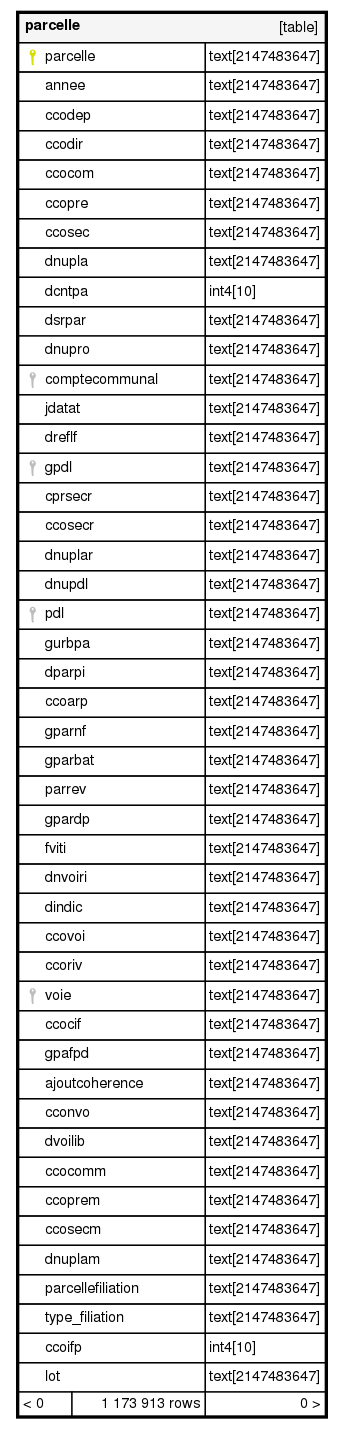 parcelle [table]
parcelle text[2147483647]
annee text[2147483647]
ccodep text[2147483647]
ccodir text[2147483647]
ccocom text[2147483647]
ccopre text[2147483647]
ccosec text[2147483647]
dnupla text[2147483647]
dcntpa int4[10]
dsrpar text[2147483647]
dnupro text[2147483647]
comptecommunal text[2147483647]
jdatat text[2147483647]
dreflf text[2147483647]
gpdl text[2147483647]
cprsecr text[2147483647]
ccosecr text[2147483647]
dnuplar text[2147483647]
dnupdl text[2147483647]
pdl text[2147483647]
gurbpa text[2147483647]
dparpi text[2147483647]
ccoarp text[2147483647]
gparnf text[2147483647]
gparbat text[2147483647]
parrev text[2147483647]
gpardp text[2147483647]
fviti text[2147483647]
dnvoiri text[2147483647]
dindic text[2147483647]
ccovoi text[2147483647]
ccoriv text[2147483647]
voie text[2147483647]
ccocif text[2147483647]
gpafpd text[2147483647]
ajoutcoherence text[2147483647]
cconvo text[2147483647]
dvoilib text[2147483647]
ccocomm text[2147483647]
ccoprem text[2147483647]
ccosecm text[2147483647]
dnuplam text[2147483647]
parcellefiliation text[2147483647]
type_filiation text[2147483647]
ccoifp int4[10]
lot text[2147483647]
< 0 1 173 913 rows 0 >